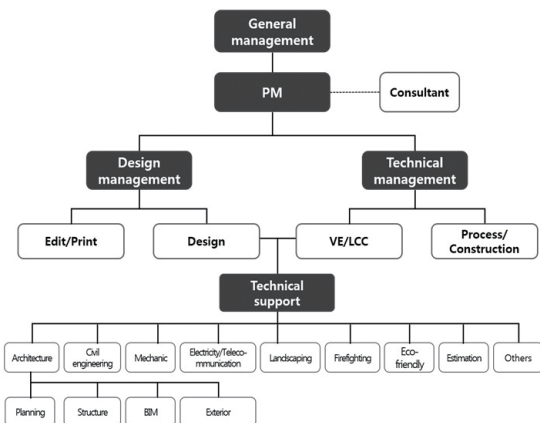 General
management
PM
Consultant
Design
management
Technical
management
Edit/Print
Design
VE/LCC
Process/
Construction
Technical
support
Architecture
Civil
engineering
Mechanic
Electricity/Teleco-
mmunication
Landscaping
Firefighting
Eco-
friendly
Estimation
Others
Planning
Structure
BIM
Exterior